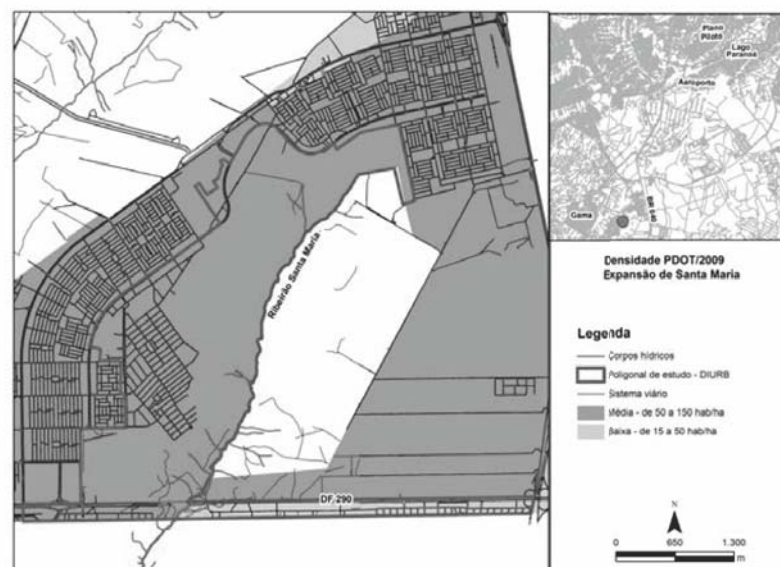 Ribeirão Santa Maria
DF 290
Plano
Piloto
Lago
Paranoá
Aeroporto
BR 040
Gama
Densidade PDOT/2009
Expansão de Santa Maria
Legenda
Corpos hídricos
Poligonal de estudo - DIURB
Sistema viário
Média - de 50 a 150 hab/ha
Baixa - de 15 a 50 hab/ha
N
0 650 1.300
m